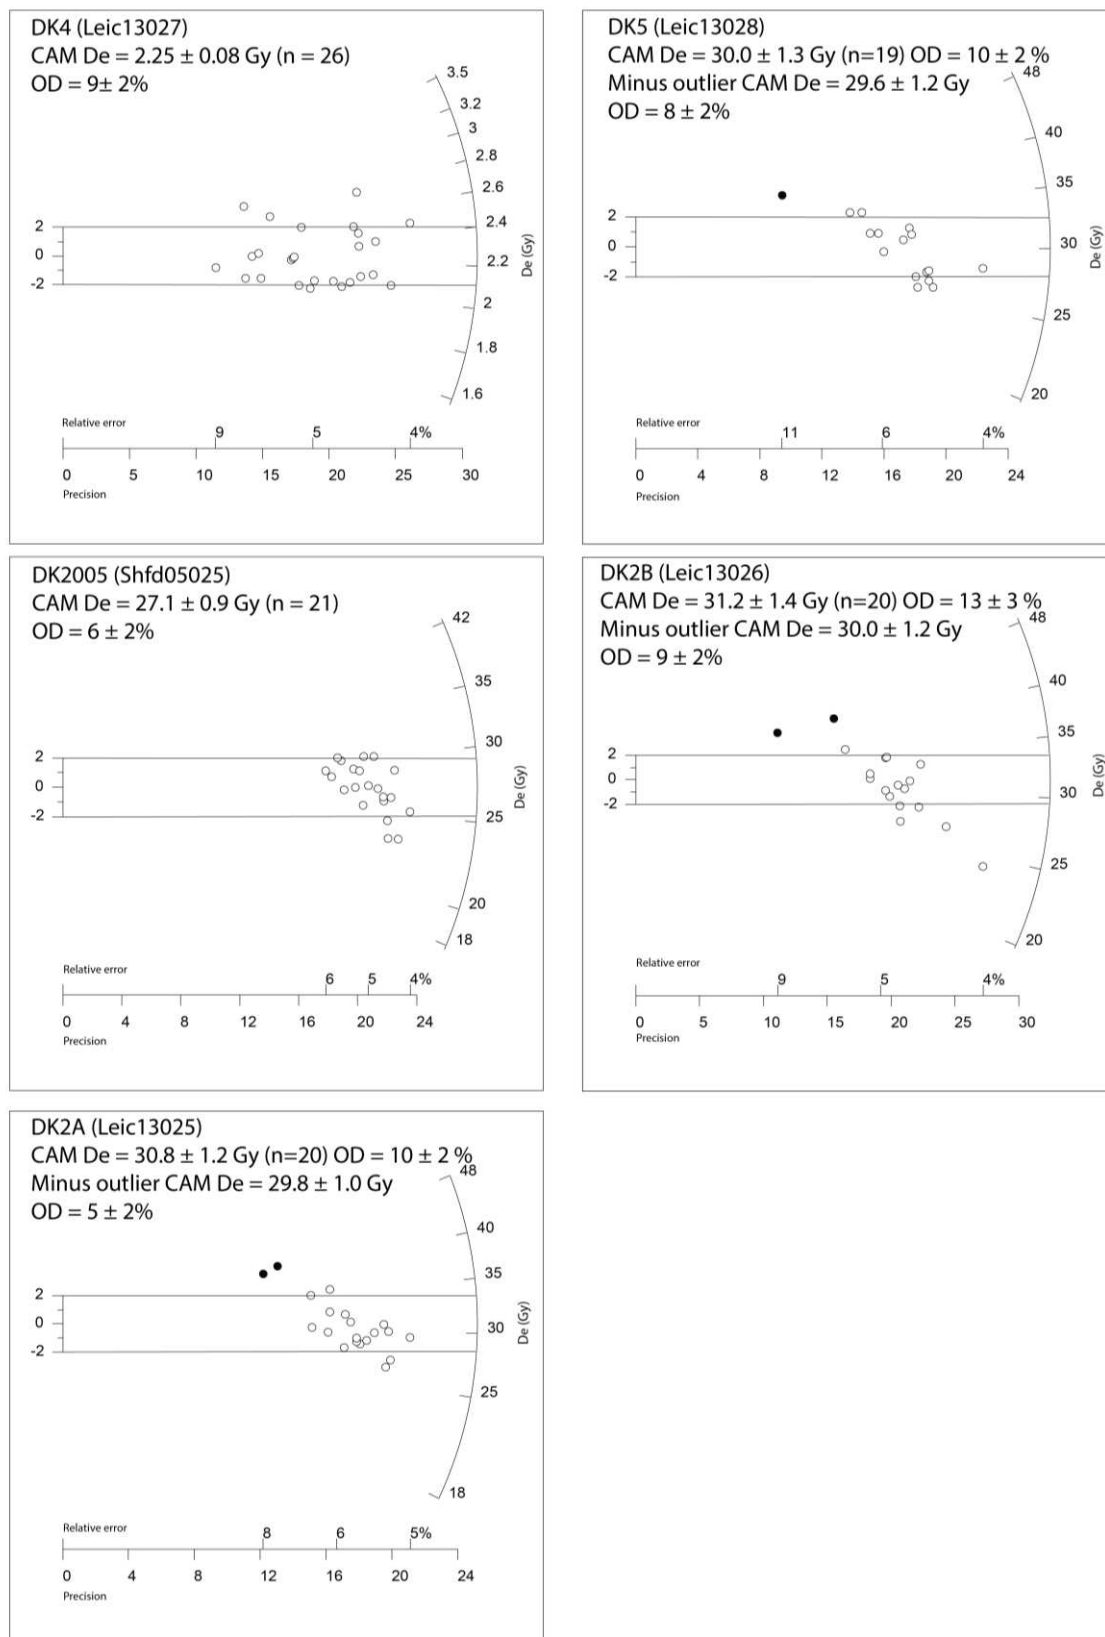 DK4 (Leic13027)
CAM De = 2.25 ± 0.08 Gy (n = 26)
OD = 9± 2%
3.5
3.2
3
2.8
2.6
2.4
2.2
2
1.8
1.6
De (Gy)
2
0
-2
Relative error
9 5 4%
0 5 10 15 20 25 30
Precision
DK5 (Leic13028)
CAM De = 30.0 ± 1.3 Gy (n=19) OD = 10 ± 2 %
Minus outlier CAM De = 29.6 ± 1.2 Gy
OD = 8 ± 2%
48
40
35
30
25
20
De (Gy)
2
0
-2
Relative error
11 6 4%
0 4 8 12 16 20 24
Precision
DK2005 (Shfd05025)
CAM De = 27.1 ± 0.9 Gy (n = 21)
OD = 6 ± 2%
42
35
30
25
20
18
De (Gy)
2
0
-2
Relative error
6 5 4%
0 4 8 12 16 20 24
Precision
DK2B (Leic13026)
CAM De = 31.2 ± 1.4 Gy (n=20) OD = 13 ± 3 %
Minus outlier CAM De = 30.0 ± 1.2 Gy
OD = 9 ± 2%
48
40
35
30
25
20
De (Gy)
2
0
-2
Relative error
9 5 4%
0 5 10 15 20 25 30
Precision
DK2A (Leic13025)
CAM De = 30.8 ± 1.2 Gy (n=20) OD = 10 ± 2 %
Minus outlier CAM De = 29.8 ± 1.0 Gy
OD = 5 ± 2%
48
40
35
30
25
18
De (Gy)
2
0
-2
Relative error
8 6 5%
0 4 8 12 16 20 24
Precision